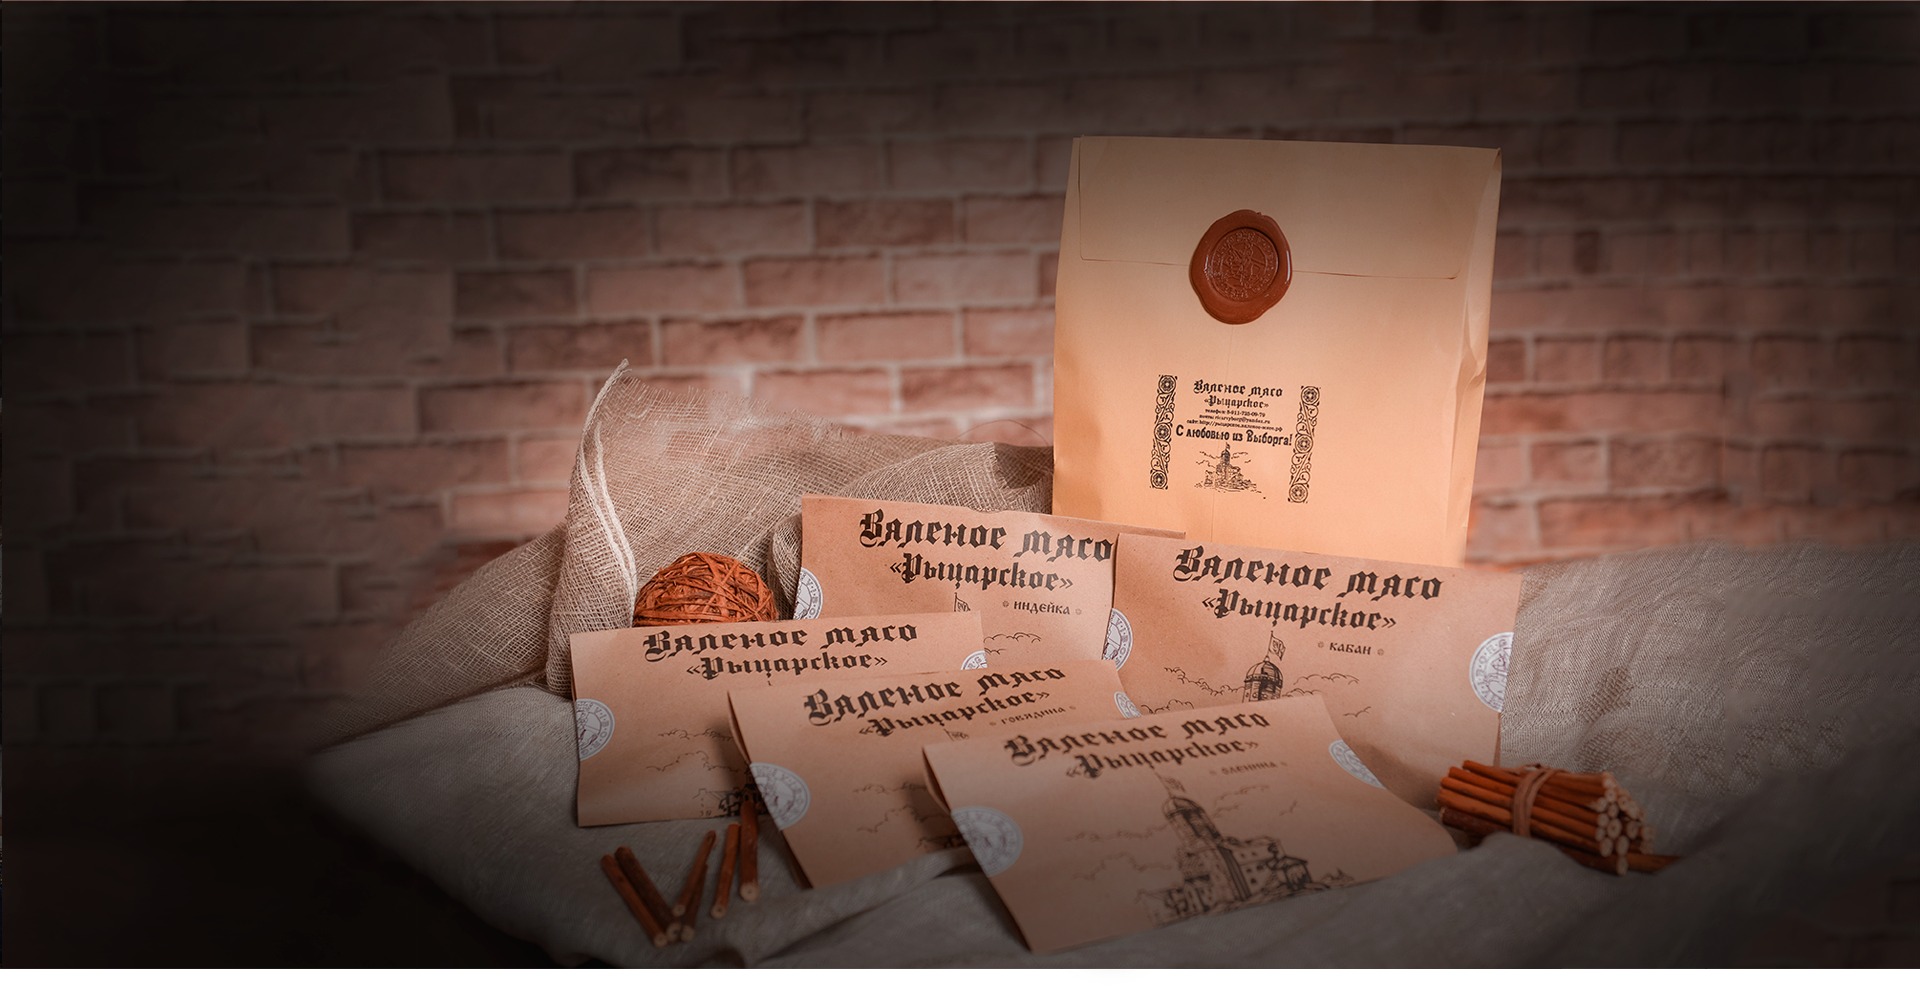 Вяленое мясо
«Рыцарское»
С любовью из Выборга!
Вяленое мясо
«Рыцарское»
индейка
Вяленое мясо
«Рыцарское»
кабан
Вяленое мясо
«Рыцарское»
Вяленое мясо
«Рыцарское»
говядина
Вяленое мясо
«Рыцарское»
оленина